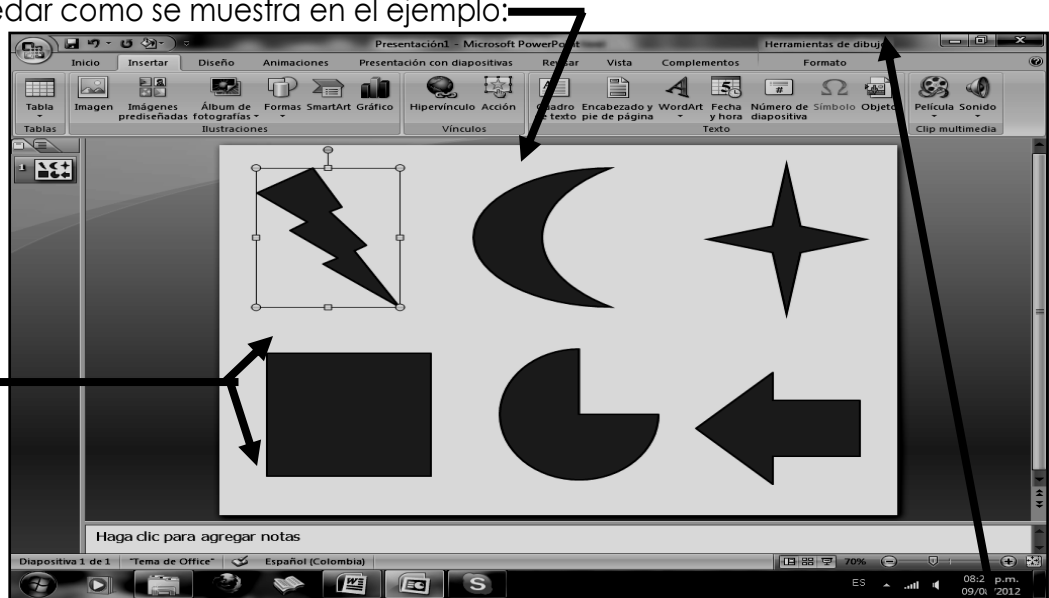 edar como se muestra en el ejemplo:
Presentación1 - Microsoft
Herramientas de dibujo
Inicio Insertar Diseño Animaciones Presentación con diapositivas Revisar Vista Complementos Formato
Tabla Imagen Imágenes prediseñadas Álbum de fotografías Formas SmartArt Gráfico Hipervínculo Acción Cuadro de texto Encabezado y pie de página WordArt Fecha y hora Número de diapositiva Símbolo Objeto Película Sonido
Tablas Ilustraciones Vínculos Texto Clip multimedia
1
Haga clic para agregar notas
Diapositiva 1 de 1 "Tema de Office" Español (Colombia) 70%
ES p.m.